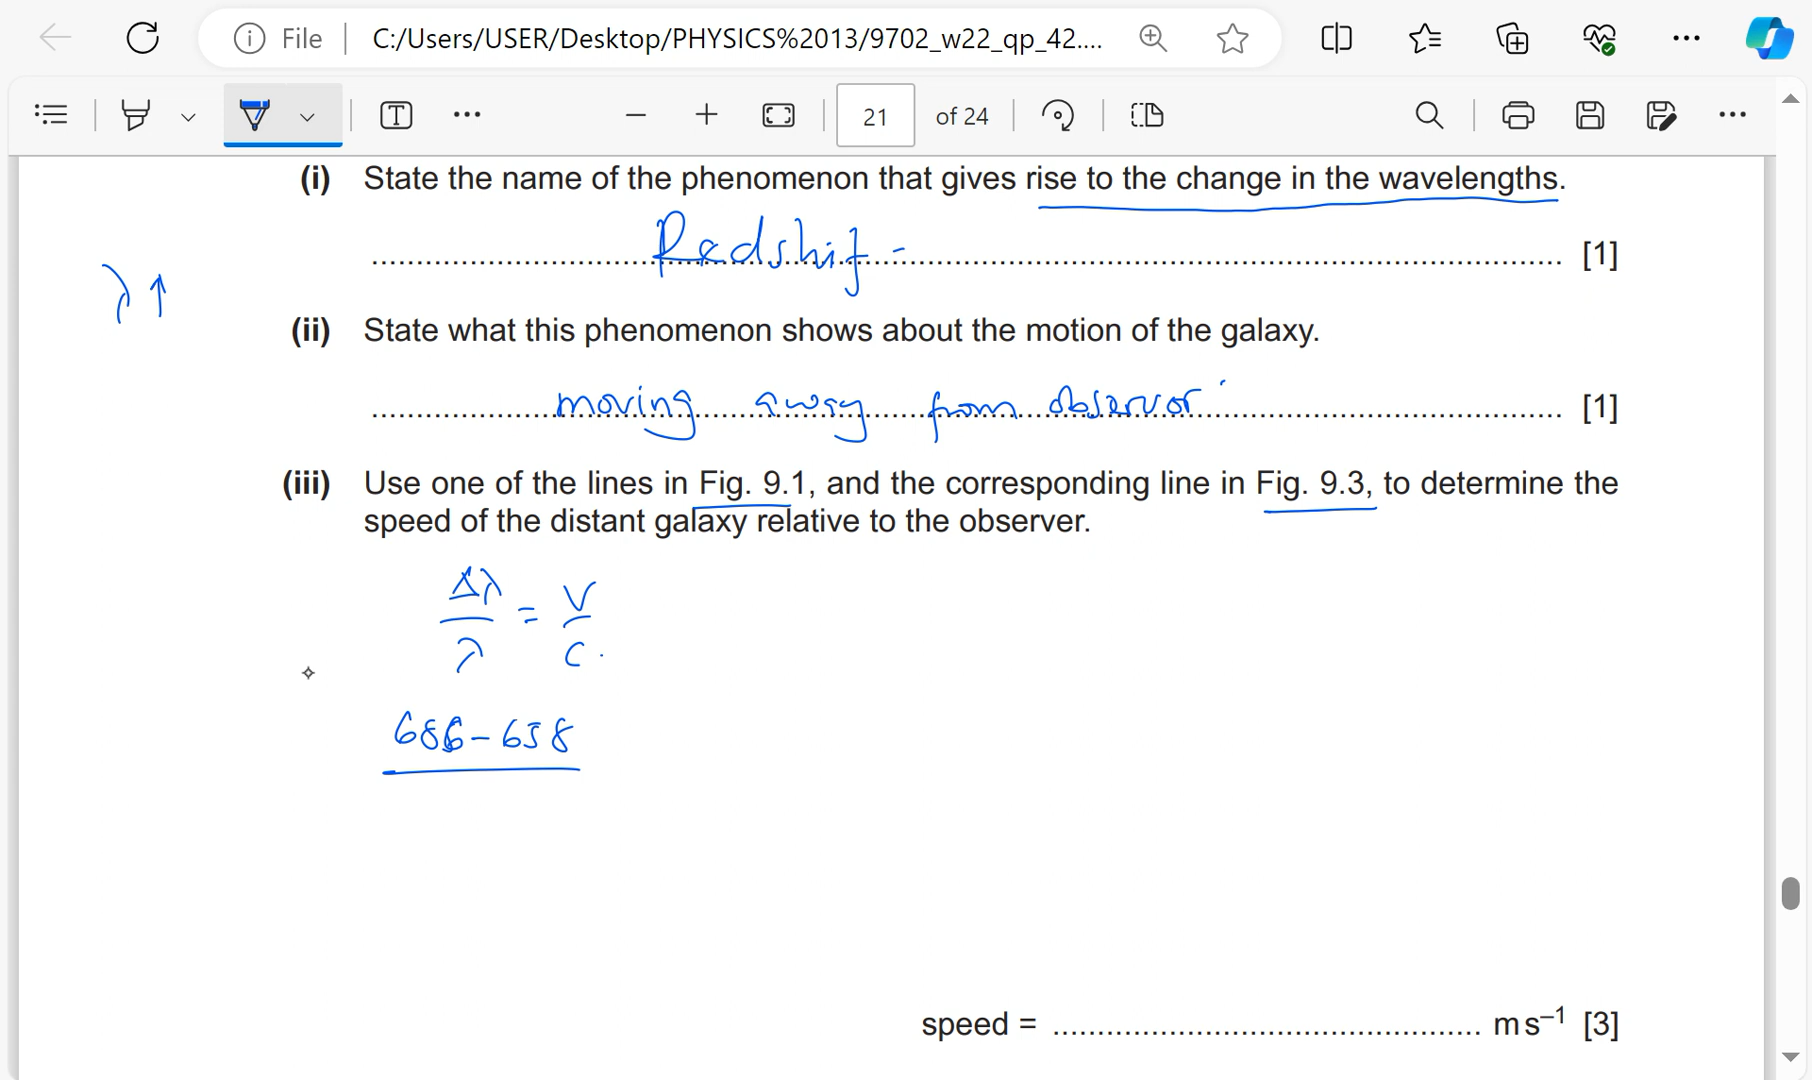 File C:/Users/USER/Desktop/PHYSICS%2013/9702_w22_qp_42....
21 of 24
(i) State the name of the phenomenon that gives rise to the change in the wavelengths.
Redshift [1]
λ↑
(ii) State what this phenomenon shows about the motion of the galaxy.
moving away from observor [1]
(iii) Use one of the lines in Fig. 9.1, and the corresponding line in Fig. 9.3, to determine the
speed of the distant galaxy relative to the observer.
Δλ/λ = v/c
686-658
speed = ............................................ m s⁻¹ [3]